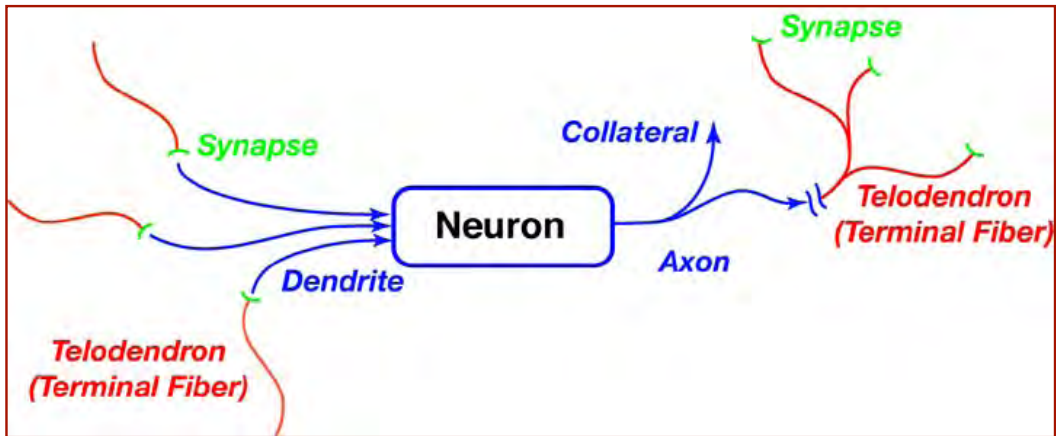 Synapse
Synapse
Collateral
Neuron
Telodendron
(Terminal Fiber)
Axon
Dendrite
Telodendron
(Terminal Fiber)